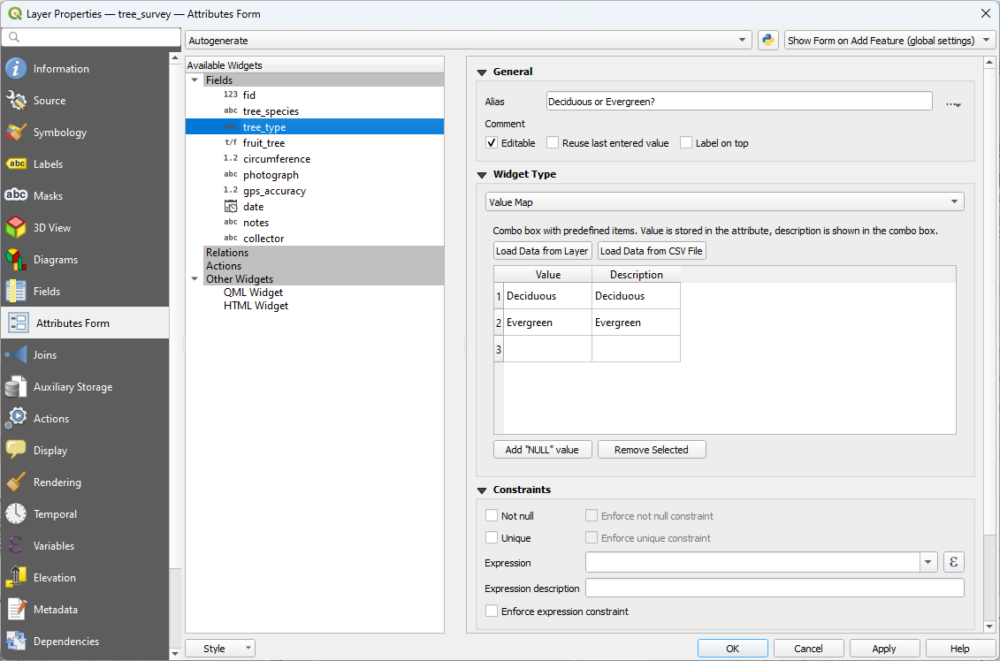 Layer Properties — tree_survey — Attributes Form
Autogenerate
Show Form on Add Feature (global settings)
Information
Source
Symbology
abc Labels
abc Masks
3D View
Diagrams
Fields
Attributes Form
Joins
Auxiliary Storage
Actions
Display
Rendering
Temporal
Variables
Elevation
Metadata
Dependencies
Available Widgets
Fields
123 fid
abc tree_species
abc tree_type
t/f fruit_tree
1.2 circumference
abc photograph
1.2 gps_accuracy
date
abc notes
abc collector
Relations
Actions
Other Widgets
QML Widget
HTML Widget
General
Alias Deciduous or Evergreen? ...
Comment
Editable Reuse last entered value Label on top
Widget Type
Value Map
Combo box with predefined items. Value is stored in the attribute, description is shown in the combo box.
Load Data from Layer Load Data from CSV File
Value Description
1 Deciduous Deciduous
2 Evergreen Evergreen
3
Add "NULL" value Remove Selected
Constraints
Not null Enforce not null constraint
Unique Enforce unique constraint
Expression ε
Expression description
Enforce expression constraint
Style OK Cancel Apply Help